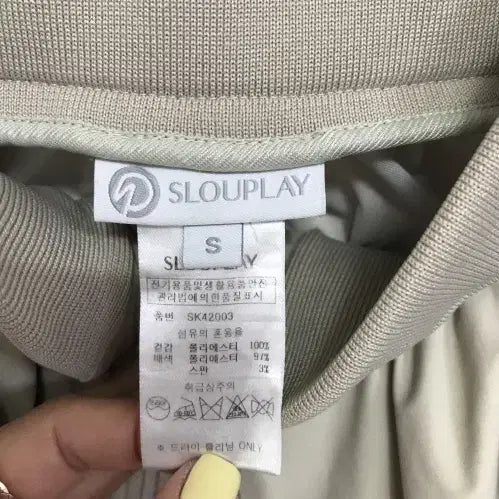 SLOUPLAY
S
SLOUPLAY
전기용품및생활용품안전
관리법에의한품질표시
품번 SK42003
섬유의 혼용율
겉감 폴리에스터 100%
배색 폴리에스터 97%
스판 3%
취급상주의
* 드라이 클리닝 ONLY